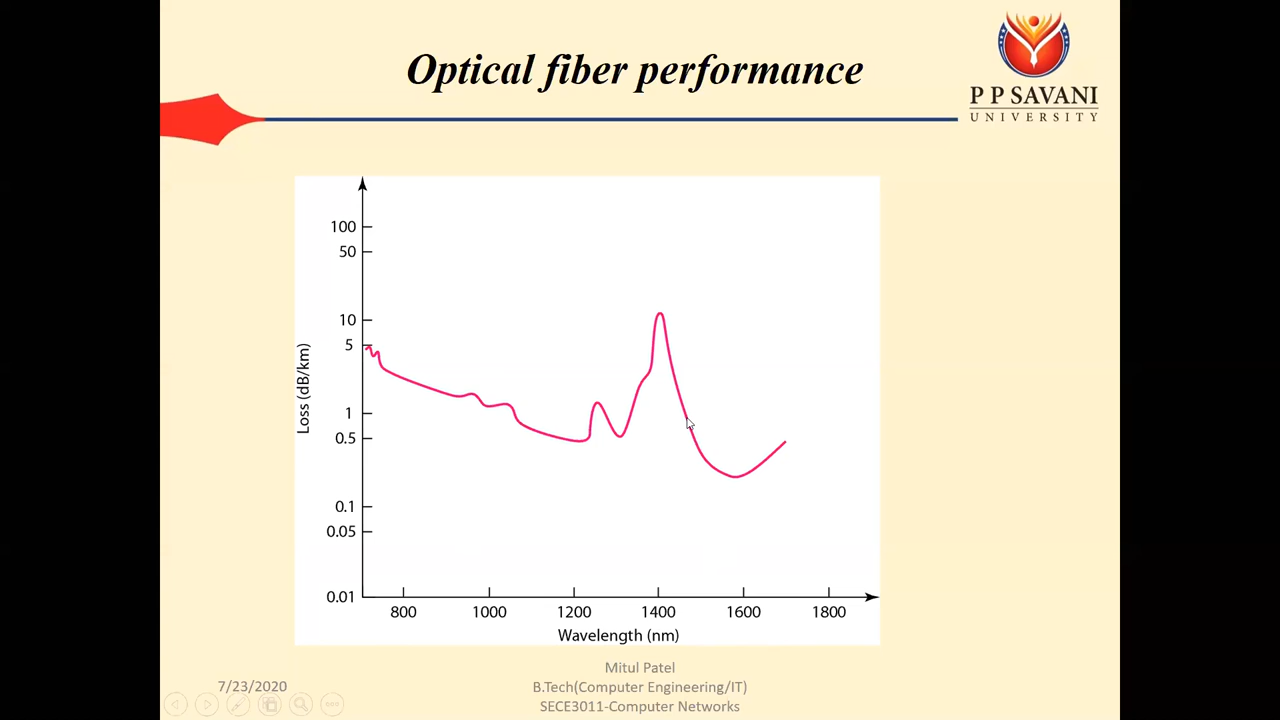 Optical fiber performance
P P SAVANI
UNIVERSITY
100
50
10
5
1
0.5
0.1
0.05
0.01
Loss (dB/km)
800 1000 1200 1400 1600 1800
Wavelength (nm)
Mitul Patel
7/23/2020 B.Tech(Computer Engineering/IT)
SECE3011-Computer Networks